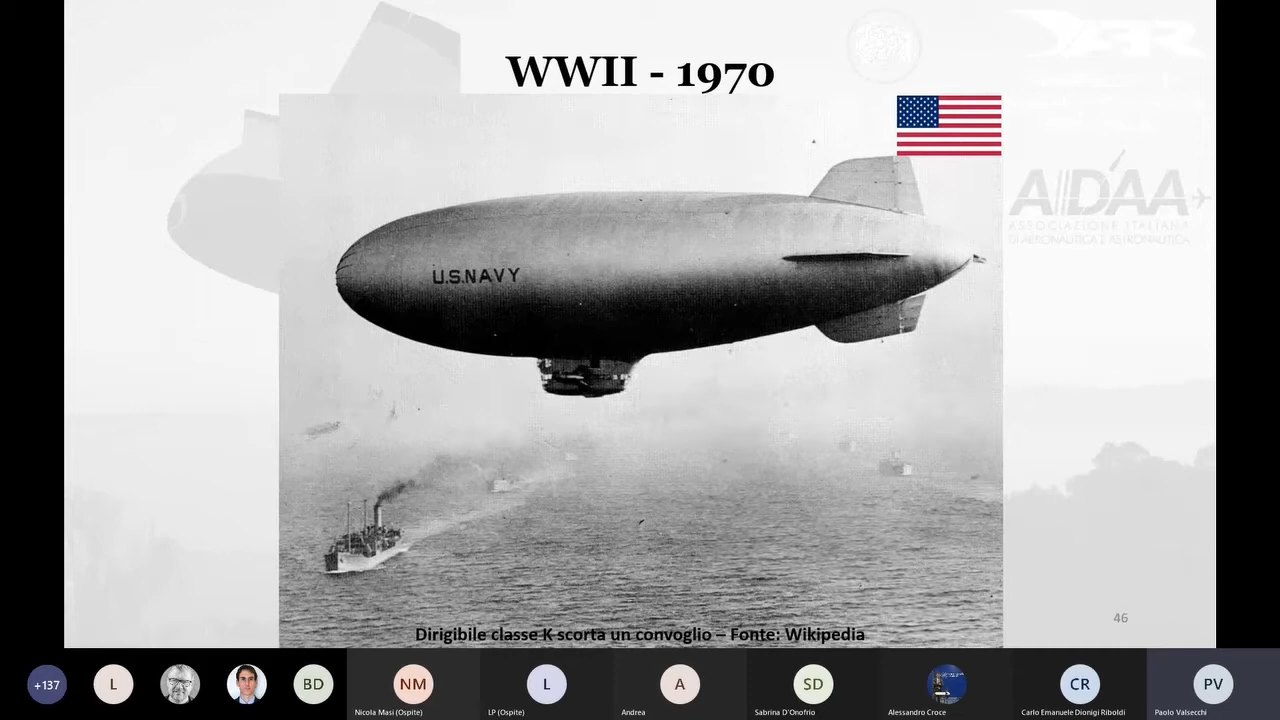 WWII - 1970
AIDAA
ASSOCIAZIONE ITALIANA
DI AERONAUTICA E ASTRONAUTICA
U.S.NAVY
46
Dirigibile classe K scorta un convoglio – Fonte: Wikipedia
+137
L
BD
NM
L
A
SD
CR
PV
Nicola Masi (Ospite)
LP (Ospite)
Andrea
Sabrina D'Onofrio
Alessandro Croce
Carlo Emanuele Dionigi Riboldi
Paolo Valsecchi